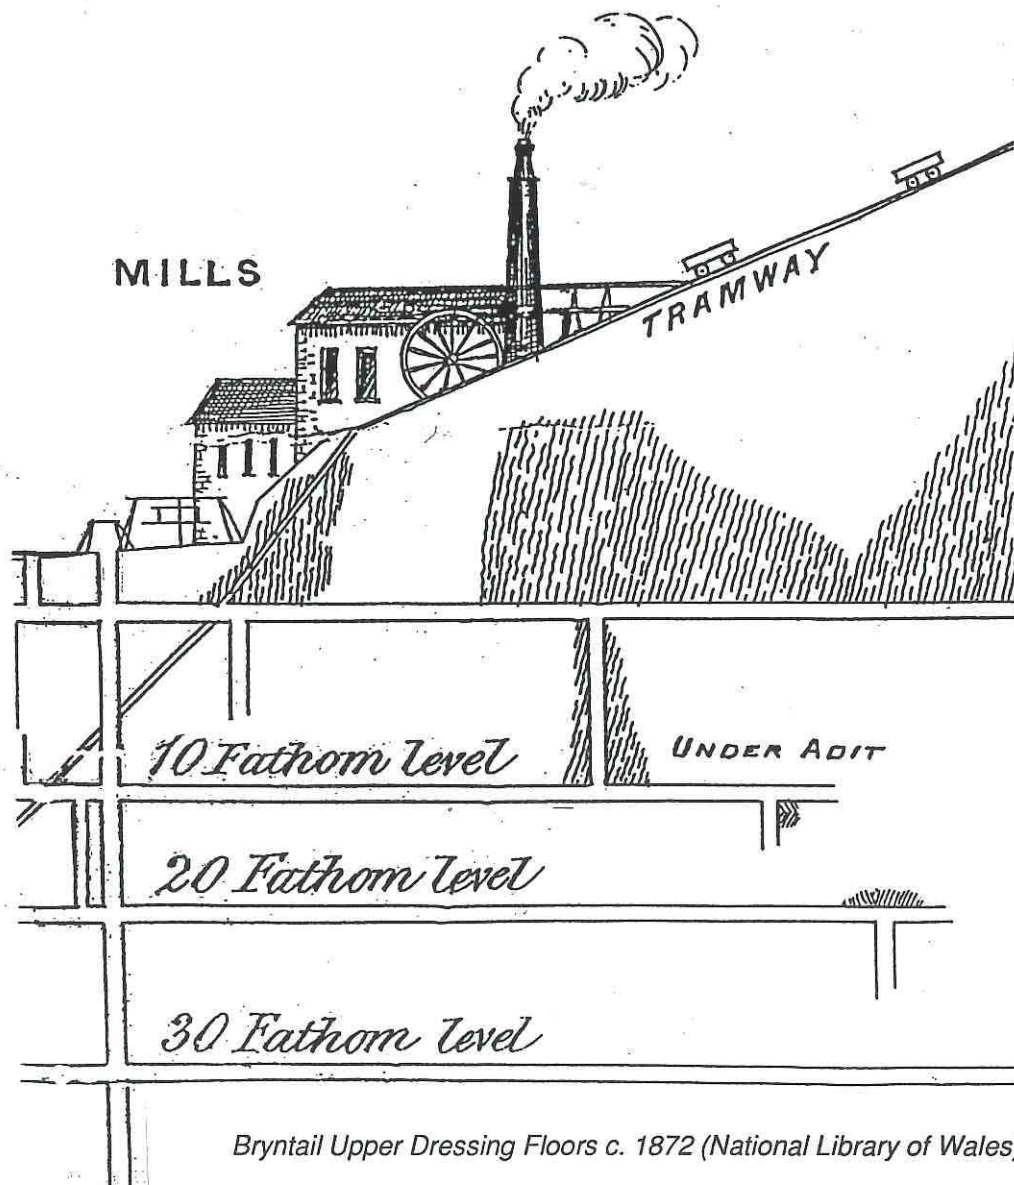 MILLS
TRAMWAY
10 Fathom level
UNDER ADIT
20 Fathom level
30 Fathom level
Bryntail Upper Dressing Floors c. 1872 (National Library of Wales)